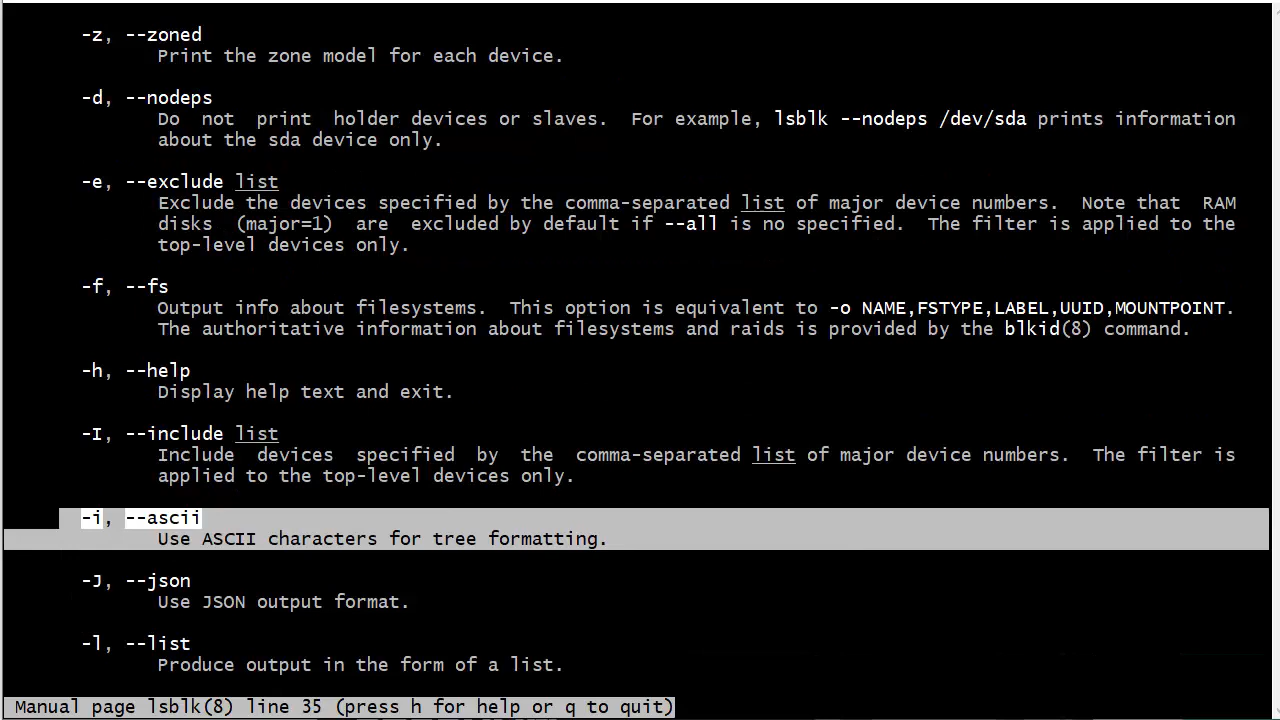 -z, --zoned
Print the zone model for each device.
-d, --nodeps
Do not print holder devices or slaves. For example, lsblk --nodeps /dev/sda prints information
about the sda device only.
-e, --exclude list
Exclude the devices specified by the comma-separated list of major device numbers. Note that RAM
disks (major=1) are excluded by default if --all is no specified. The filter is applied to the
top-level devices only.
-f, --fs
Output info about filesystems. This option is equivalent to -o NAME,FSTYPE,LABEL,UUID,MOUNTPOINT.
The authoritative information about filesystems and raids is provided by the blkid(8) command.
-h, --help
Display help text and exit.
-I, --include list
Include devices specified by the comma-separated list of major device numbers. The filter is
applied to the top-level devices only.
-i, --ascii
Use ASCII characters for tree formatting.
-J, --json
Use JSON output format.
-l, --list
Produce output in the form of a list.
Manual page lsblk(8) line 35 (press h for help or q to quit)